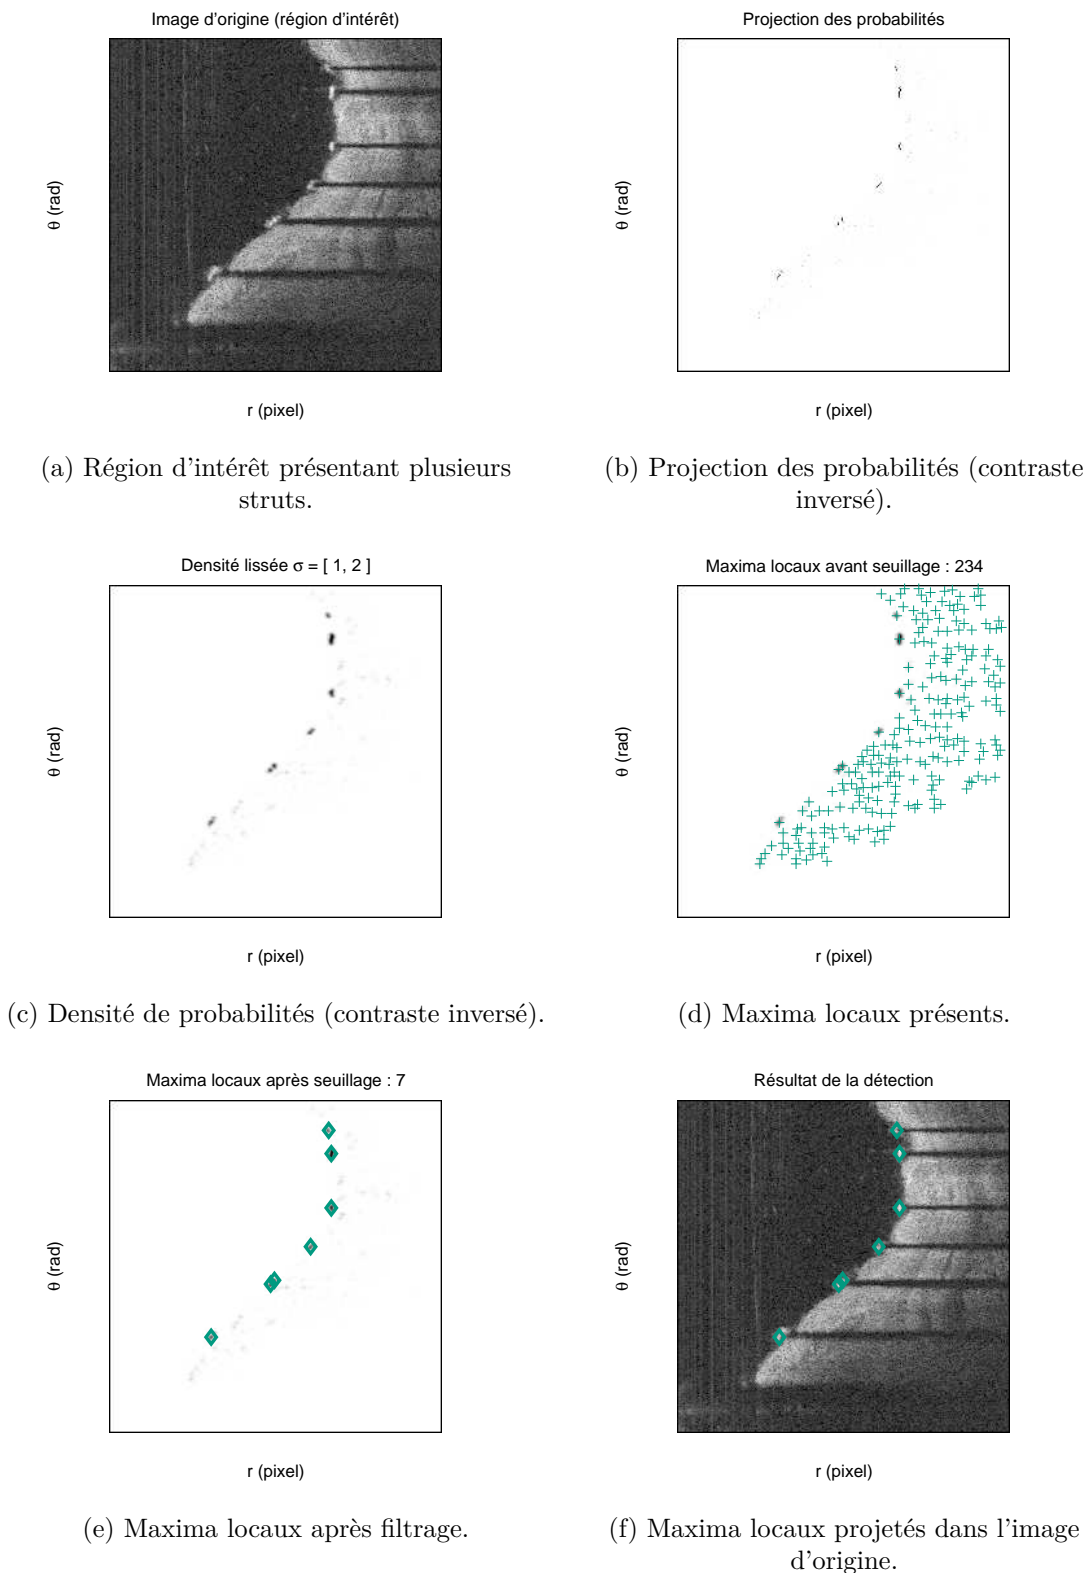 Image d'origine (région d'intérêt)
θ (rad)
r (pixel)
(a) Région d'intérêt présentant plusieurs
struts.
Projection des probabilités
θ (rad)
r (pixel)
(b) Projection des probabilités (contraste
inversé).
Densité lissée σ = [ 1, 2 ]
θ (rad)
r (pixel)
(c) Densité de probabilités (contraste inversé).
Maxima locaux avant seuillage : 234
θ (rad)
r (pixel)
(d) Maxima locaux présents.
Maxima locaux après seuillage : 7
θ (rad)
r (pixel)
(e) Maxima locaux après filtrage.
Résultat de la détection
θ (rad)
r (pixel)
(f) Maxima locaux projetés dans l'image
d'origine.